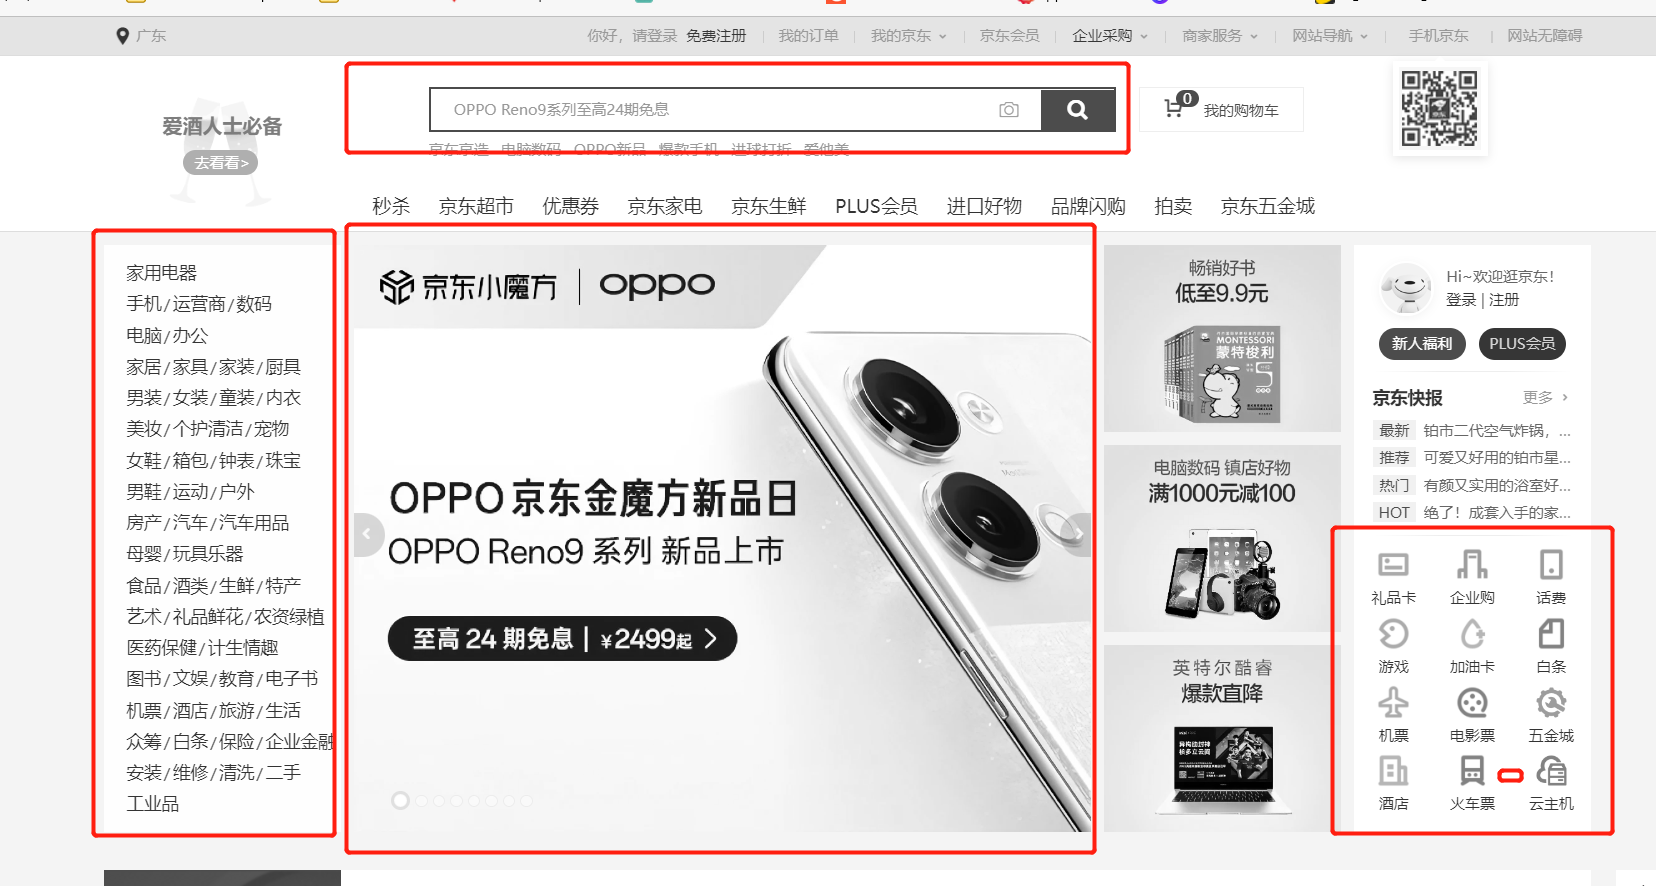 广东
你好，请登录 免费注册 | 我的订单 | 我的京东 | 京东会员 | 企业采购 | 商家服务 | 网站导航 | 手机京东 | 网站无障碍
爱酒人士必备
去看看>
OPPO Reno9系列至高24期免息
0
我的购物车
京东京造 电脑数码 OPPO新品 爆款手机 进球打折 爱他美
秒杀 京东超市 优惠券 京东家电 京东生鲜 PLUS会员 进口好物 品牌闪购 拍卖 京东五金城
家用电器
手机/运营商/数码
电脑/办公
家居/家具/家装/厨具
男装/女装/童装/内衣
美妆/个护清洁/宠物
女鞋/箱包/钟表/珠宝
男鞋/运动/户外
房产/汽车/汽车用品
母婴/玩具乐器
食品/酒类/生鲜/特产
艺术/礼品鲜花/农资绿植
医药保健/计生情趣
图书/文娱/教育/电子书
机票/酒店/旅游/生活
众筹/白条/保险/企业金融
安装/维修/清洗/二手
工业品
京东小魔方 | oppo
OPPO 京东金魔方新品日
OPPO Reno9 系列 新品上市
至高 24 期免息 | ¥2499起 >
畅销好书
低至9.9元
MONTESSORI
蒙特梭利
电脑数码 镇店好物
满1000元减100
英特尔酷睿
爆款直降
Hi~欢迎逛京东!
登录 | 注册
新人福利 PLUS会员
京东快报 更多 >
最新 铂市二代空气炸锅，...
推荐 可爱又好用的铂市星...
热门 有颜又实用的浴室好...
HOT 绝了！成套入手的家...
礼品卡 企业购 话费
游戏 加油卡 白条
机票 电影票 五金城
酒店 火车票 云主机